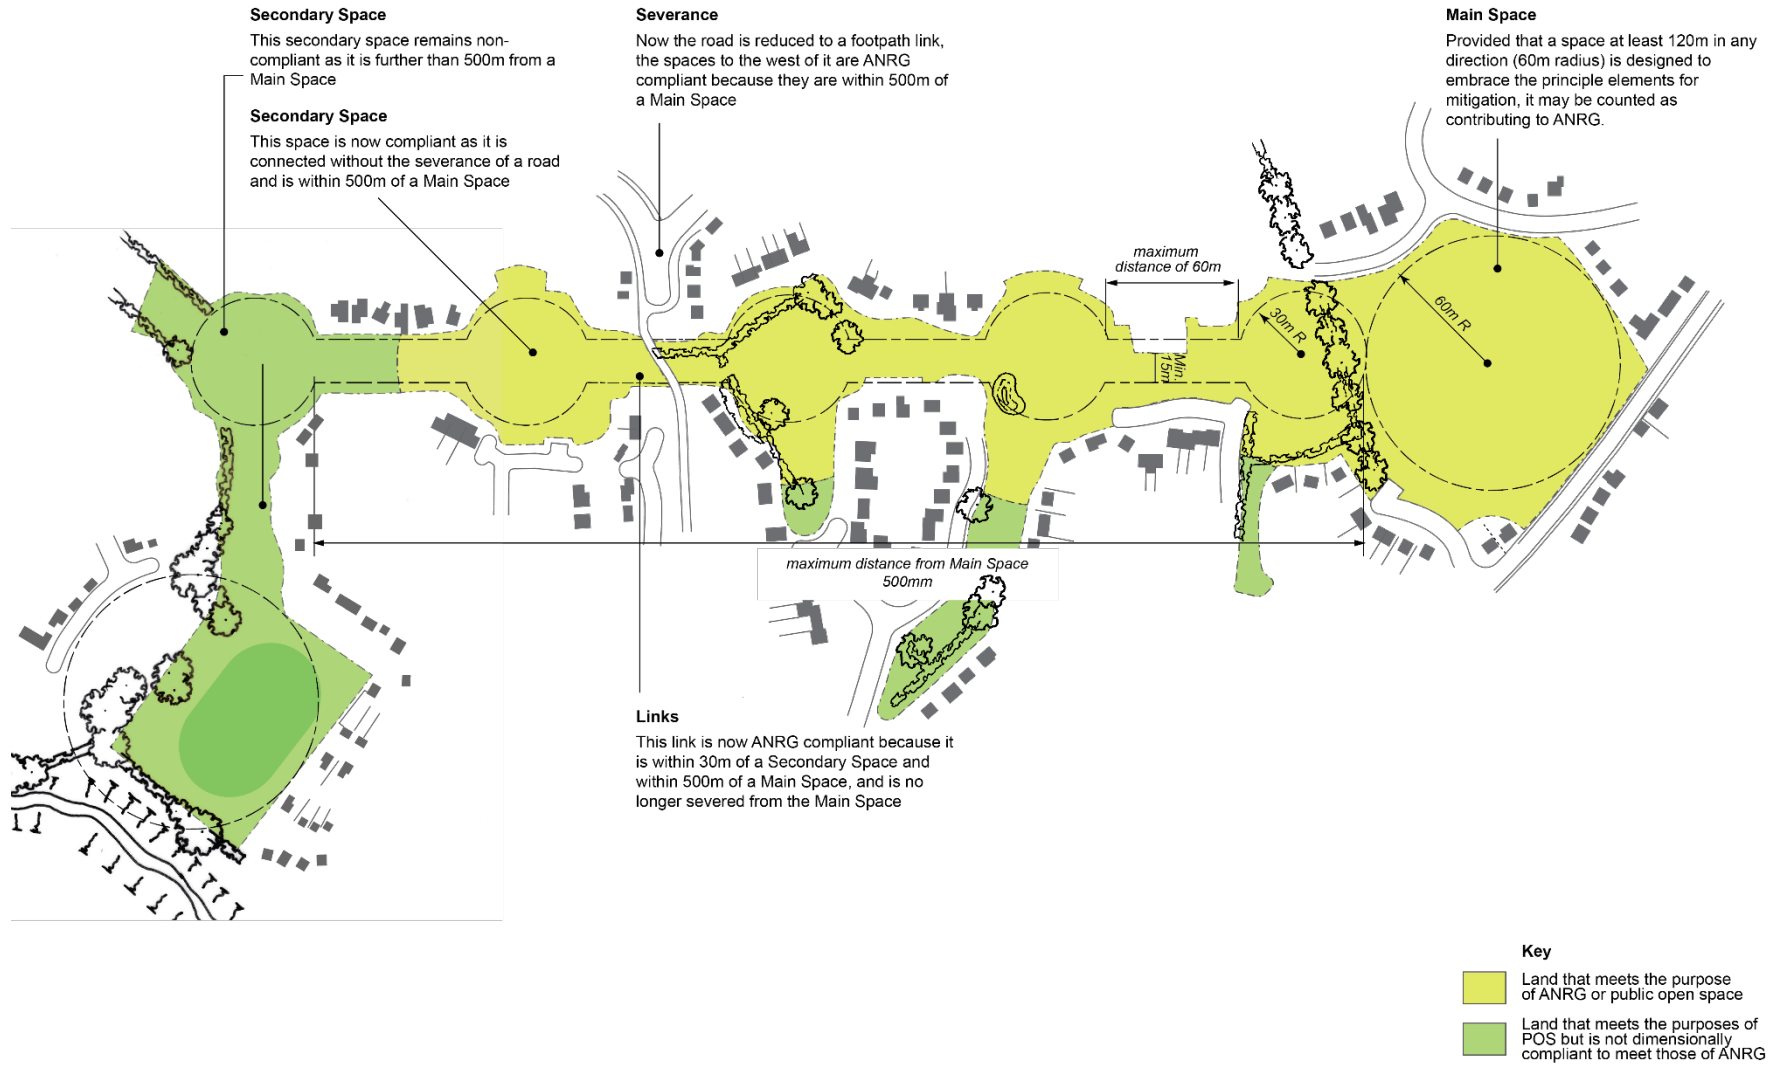 Secondary Space
This secondary space remains non-
compliant as it is further than 500m from a
Main Space
Secondary Space
This space is now compliant as it is
connected without the severance of a road
and is within 500m of a Main Space
Severance
Now the road is reduced to a footpath link,
the spaces to the west of it are ANRG
compliant because they are within 500m of
a Main Space
Main Space
Provided that a space at least 120m in any
direction (60m radius) is designed to
embrace the principle elements for
mitigation, it may be counted as
contributing to ANRG.
maximum
distance of 60m
60m R
30m R
Min.
15m
maximum distance from Main Space
500mm
Links
This link is now ANRG compliant because it
is within 30m of a Secondary Space and
within 500m of a Main Space, and is no
longer severed from the Main Space
Key
Land that meets the purpose
of ANRG or public open space
Land that meets the purposes of
POS but is not dimensionally
compliant to meet those of ANRG